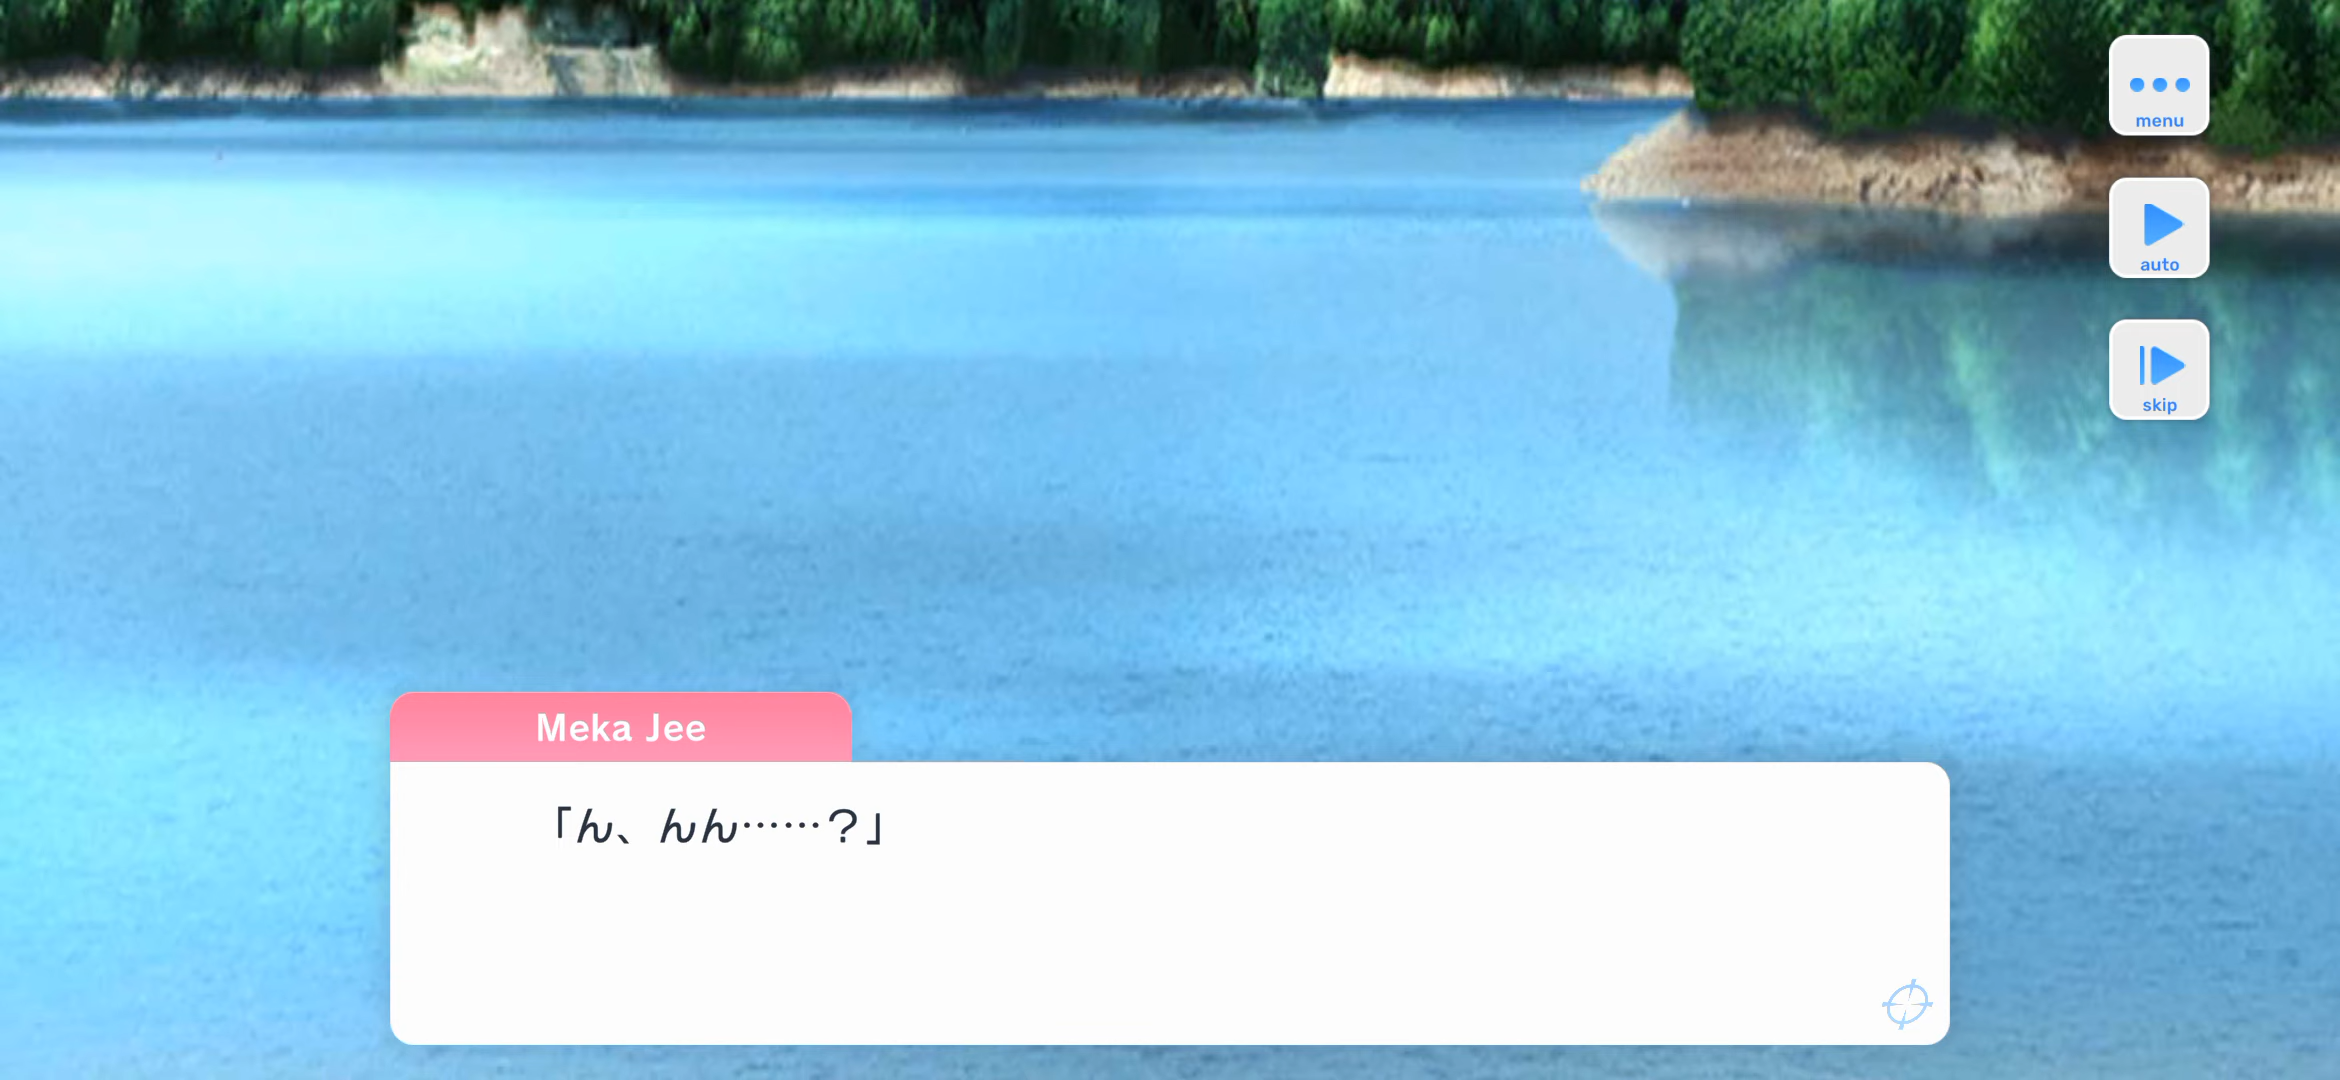 menu
auto
skip
Meka Jee
「ん、んん……？」